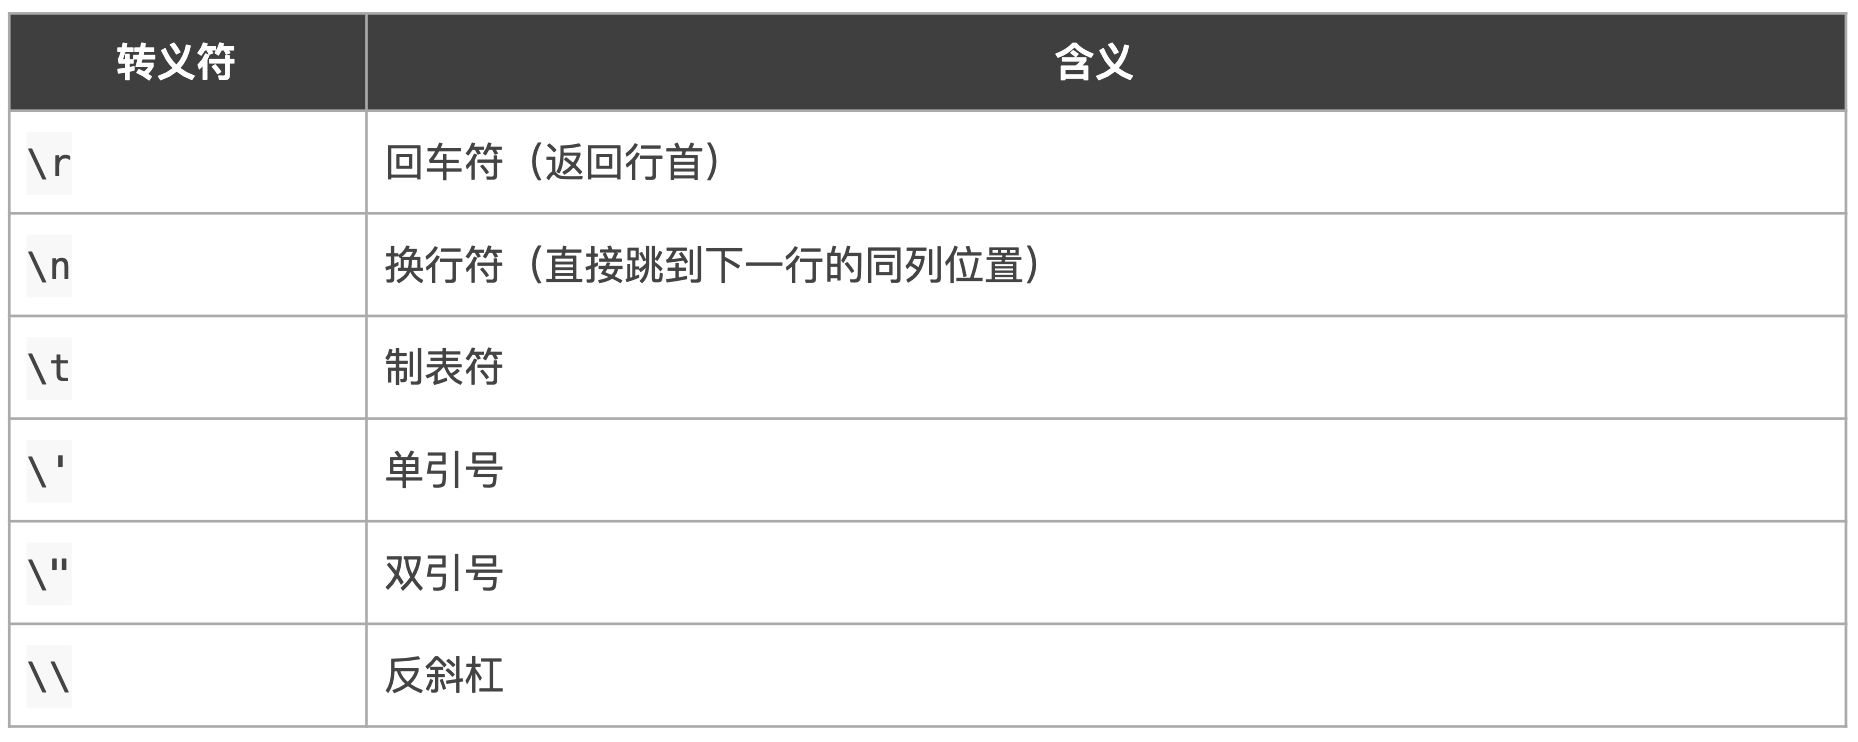 转义符 含义
\r 回车符（返回行首）
\n 换行符（直接跳到下一行的同列位置）
\t 制表符
\' 单引号
\" 双引号
\\ 反斜杠